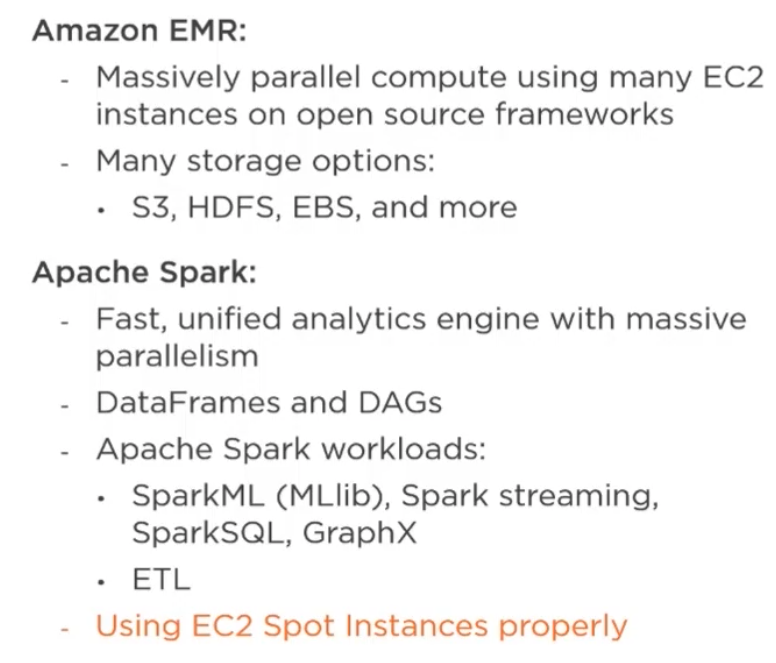 Amazon EMR:
- Massively parallel compute using many EC2
instances on open source frameworks
- Many storage options:
• S3, HDFS, EBS, and more
Apache Spark:
- Fast, unified analytics engine with massive
parallelism
- DataFrames and DAGs
- Apache Spark workloads:
• SparkML (MLlib), Spark streaming,
SparkSQL, GraphX
• ETL
- Using EC2 Spot Instances properly